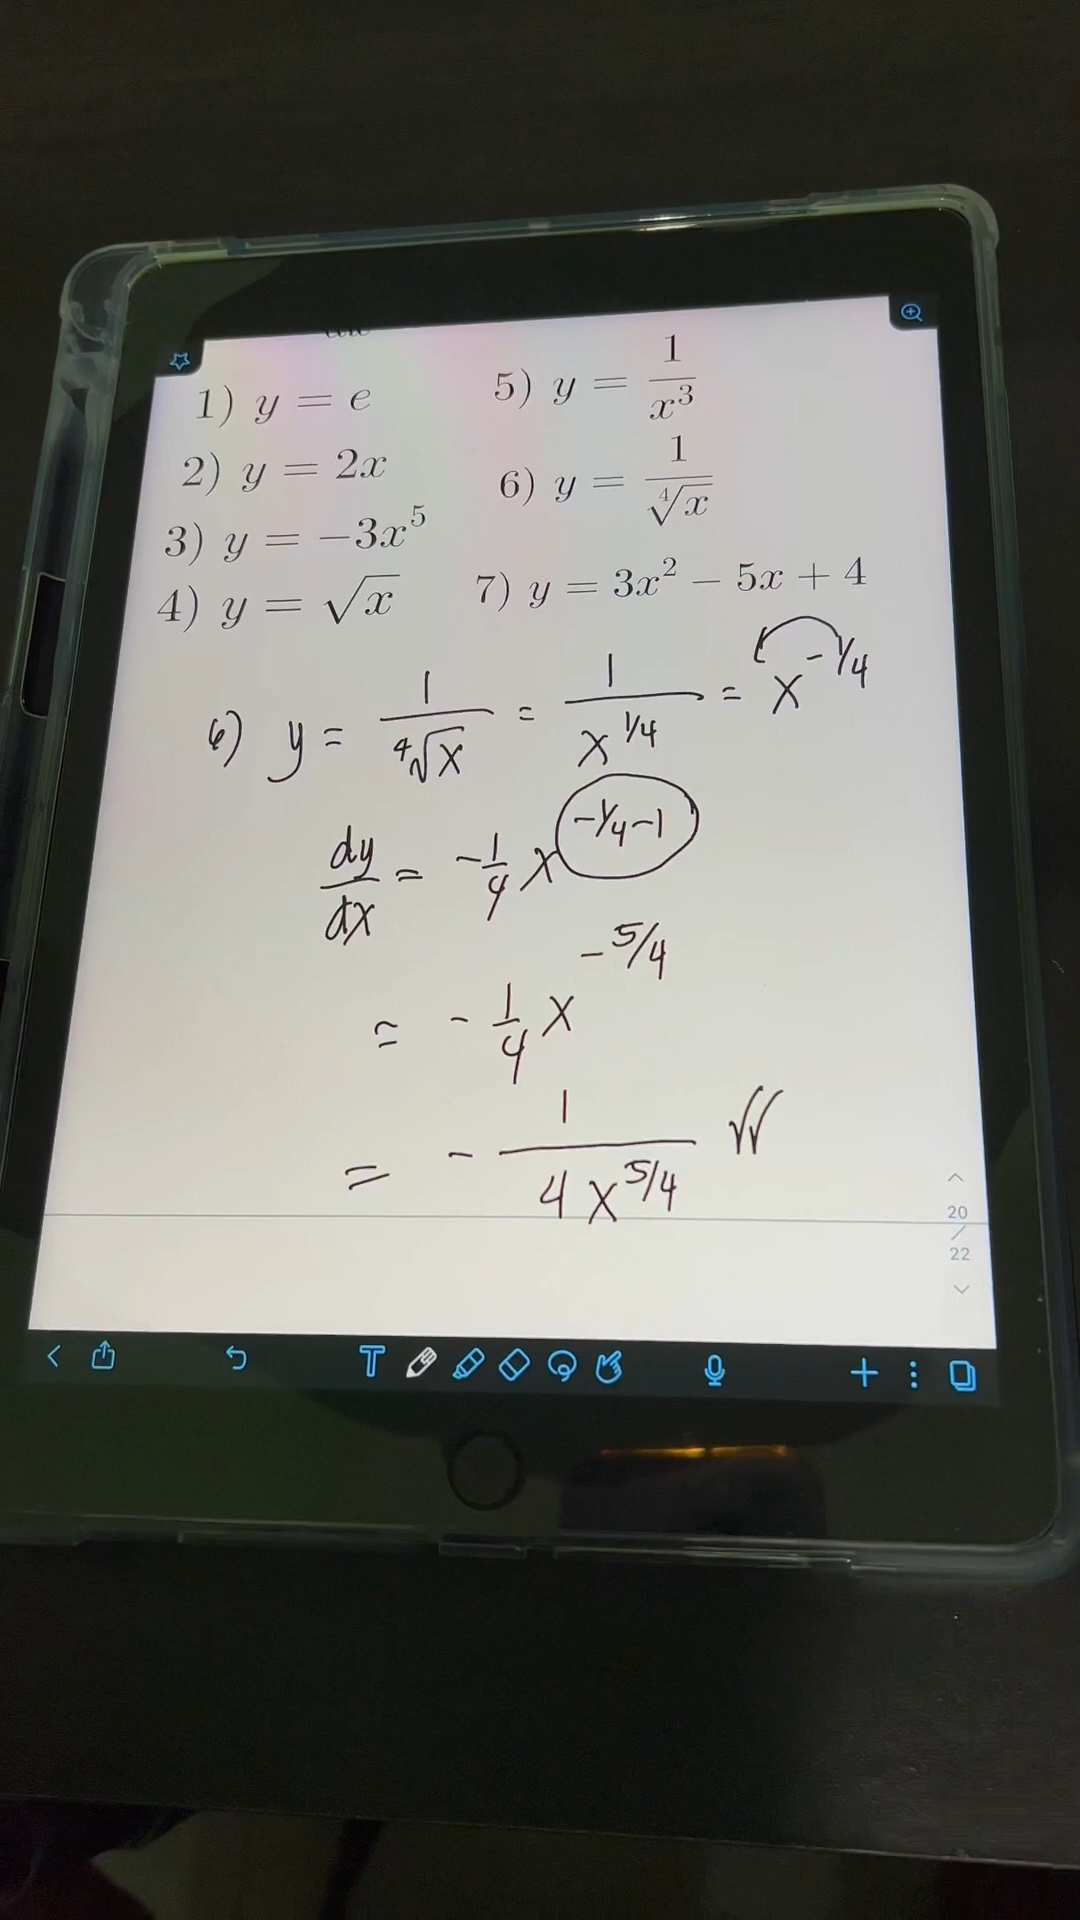 1) y = e
2) y = 2x
3) y = −3x⁵
4) y = √x
5) y = 1/x³
6) y = 1/⁴√x
7) y = 3x² − 5x + 4
6) y = 1/⁴√x = 1/x^1/4 = x^-1/4
dy/dx = -1/4 x^-1/4-1
= -1/4 x^-5/4
= - 1/4x^5/4
20
/
22
T